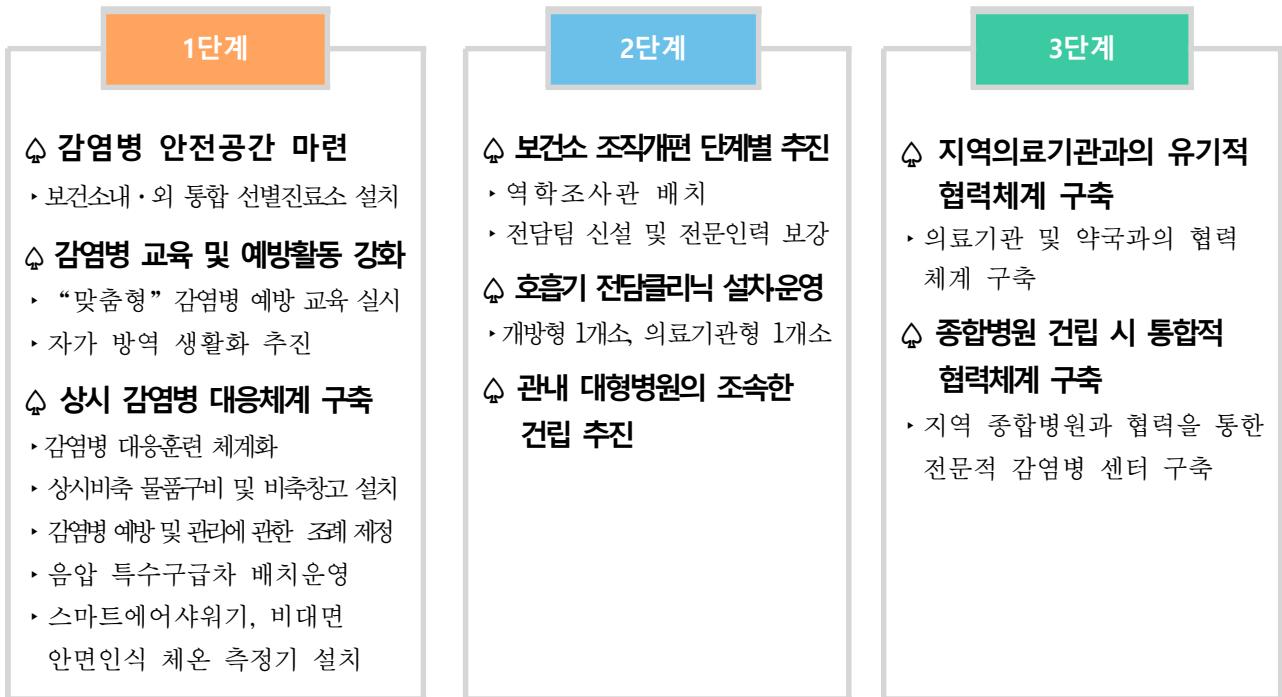 1단계
♤ 감염병 안전공간 마련
‣보건소내·외 통합 선별진료소 설치
♤ 감염병 교육 및 예방활동 강화
‣ “맞춤형” 감염병 예방 교육 실시
‣자가 방역 생활화 추진
♤ 상시 감염병 대응체계 구축
‣감염병 대응훈련 체계화
‣상시비축 물품구비 및 비축창고 설치
‣감염병 예방 및 관리에 관한 조례 제정
‣음압 특수구급차 배치운영
‣스마트에어샤워기, 비대면
안면인식 체온 측정기 설치
2단계
♤ 보건소 조직개편 단계별 추진
‣역학조사관 배치
‣전담팀 신설 및 전문인력 보강
♤ 호흡기 전담클리닉 설치·운영
‣개방형 1개소, 의료기관형 1개소
♤ 관내 대형병원의 조속한
건립 추진
3단계
♤ 지역의료기관과의 유기적
협력체계 구축
‣의료기관 및 약국과의 협력
체계 구축
♤ 종합병원 건립 시 통합적
협력체계 구축
‣지역 종합병원과 협력을 통한
전문적 감염병 센터 구축